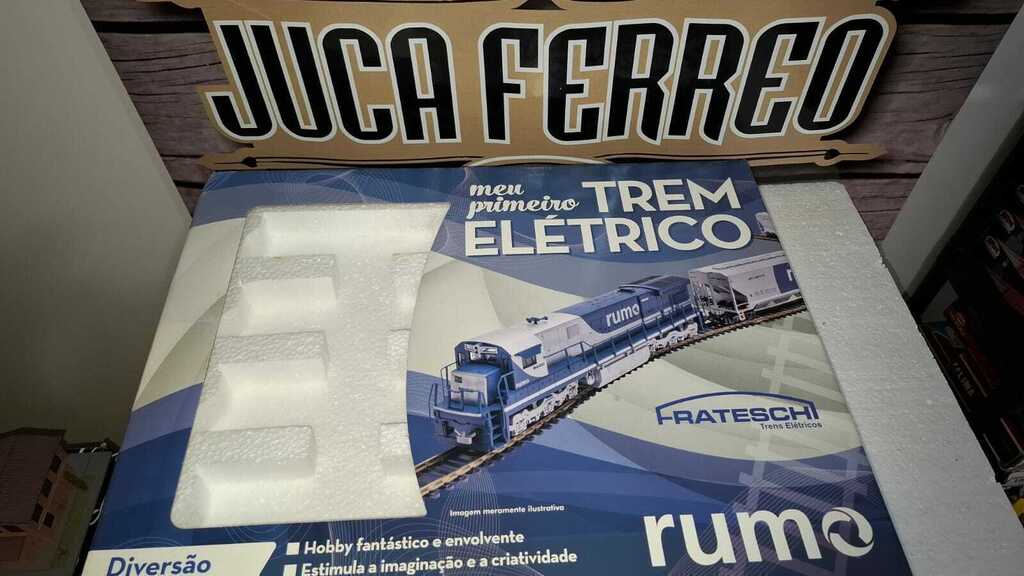 JUCA FERREO
meu
primeiro
TREM
ELÉTRICO
rumo
FRATESCHI
Trens Elétricos
Imagem meramente ilustrativa
rumo
Diversão
Hobby fantástico e envolvente
Estimula a imaginação e a criatividade